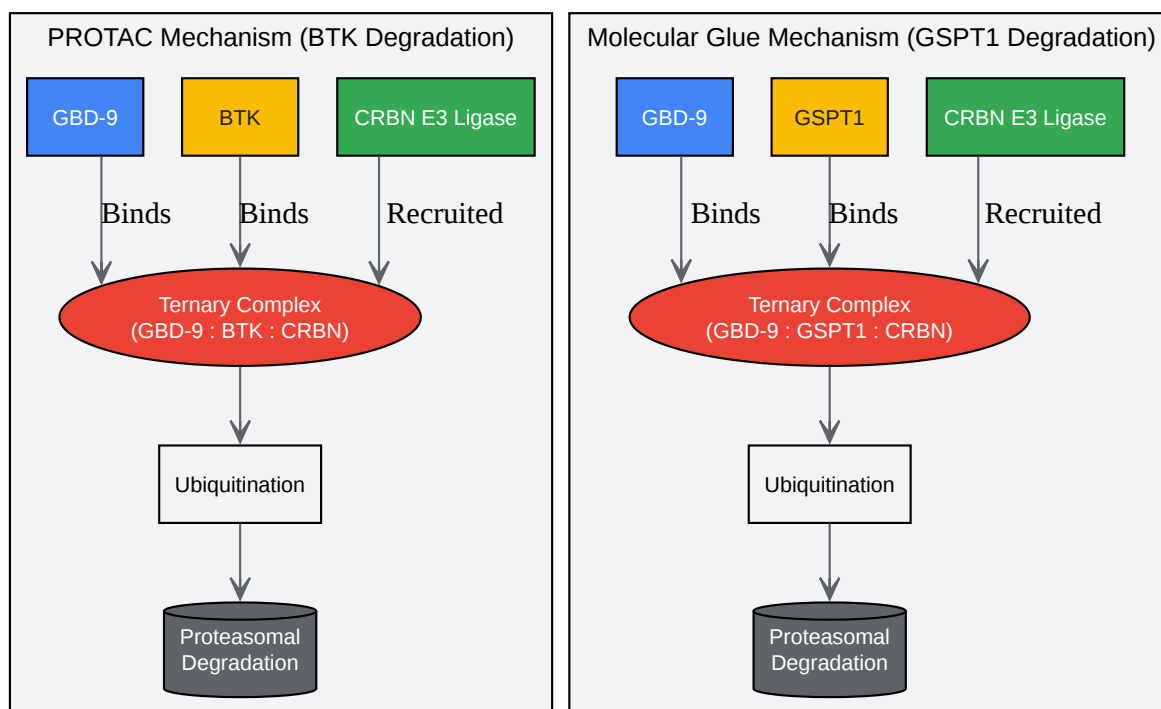 PROTAC Mechanism (BTK Degradation)
GBD-9
BTK
CRBN E3 Ligase
Binds
Binds
Recruited
Ternary Complex
(GBD-9 : BTK : CRBN)
Ubiquitination
Proteasomal
Degradation
Molecular Glue Mechanism (GSPT1 Degradation)
GBD-9
GSPT1
CRBN E3 Ligase
Binds
Binds
Recruited
Ternary Complex
(GBD-9 : GSPT1 : CRBN)
Ubiquitination
Proteasomal
Degradation